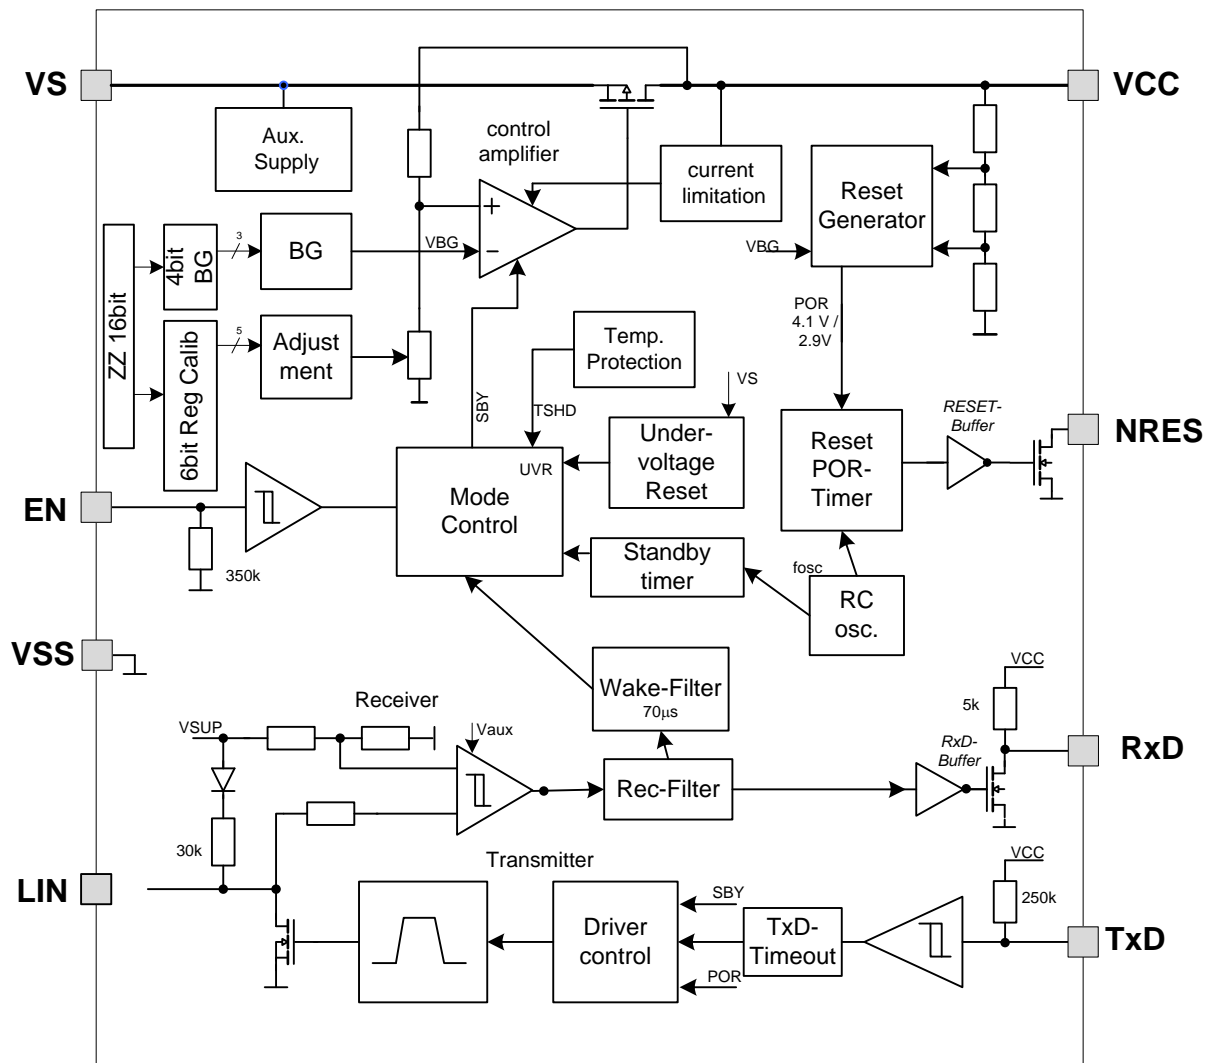 VS
VCC
Aux.
Supply
control
amplifier
current
limitation
Reset
Generator
+
−
VBG
VBG
ZZ 16bit
4bit
BG
3
BG
6bit Reg Calib
5
Adjust
ment
POR
4.1 V /
2.9V
Temp.
Protection
SBY
TSHD
VS
UVR
Under-
voltage
Reset
Mode
Control
Reset
POR-
Timer
RESET-
Buffer
NRES
EN
350k
Standby
timer
fosc
RC
osc.
VSS
Wake-Filter
70µs
Receiver
VSUP
Vaux
Rec-Filter
VCC
5k
RxD-
Buffer
RxD
30k
LIN
Transmitter
Driver
control
SBY
POR
TxD-
Timeout
VCC
250k
TxD